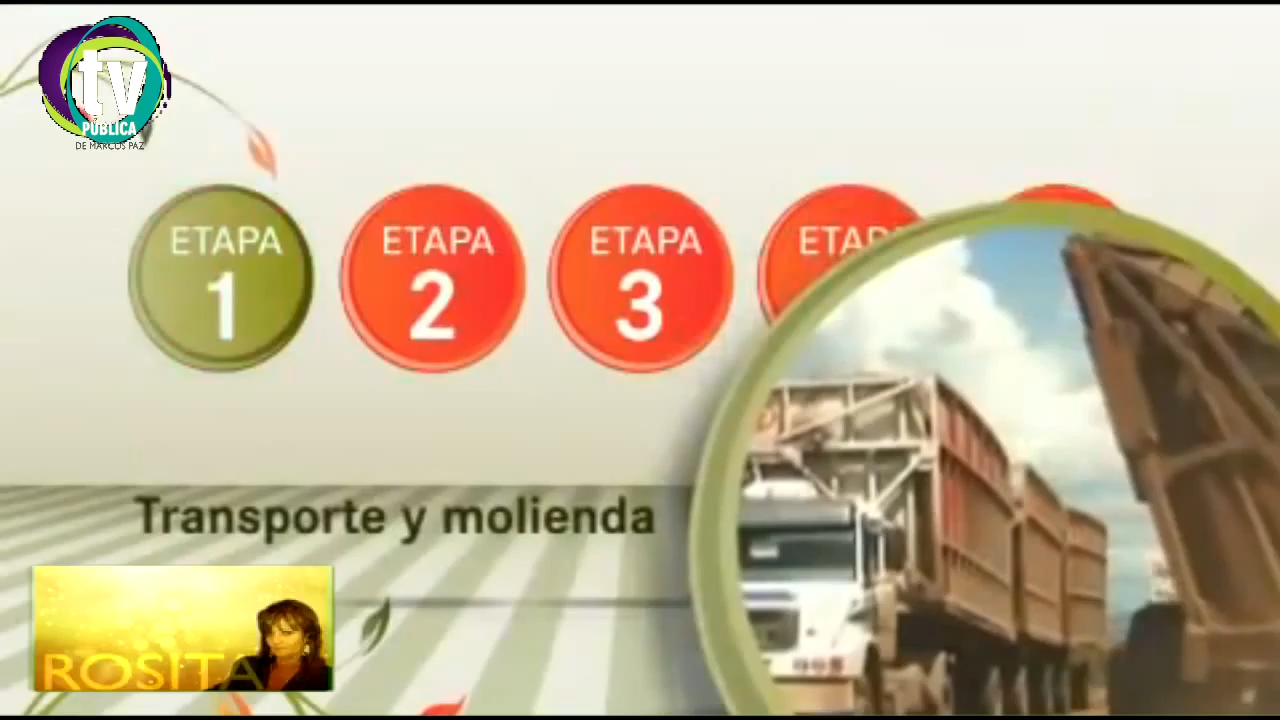 tv
PÚBLICA
DE MARCOS PAZ
ETAPA
1
ETAPA
2
ETAPA
3
Transporte y molienda
ROSITA